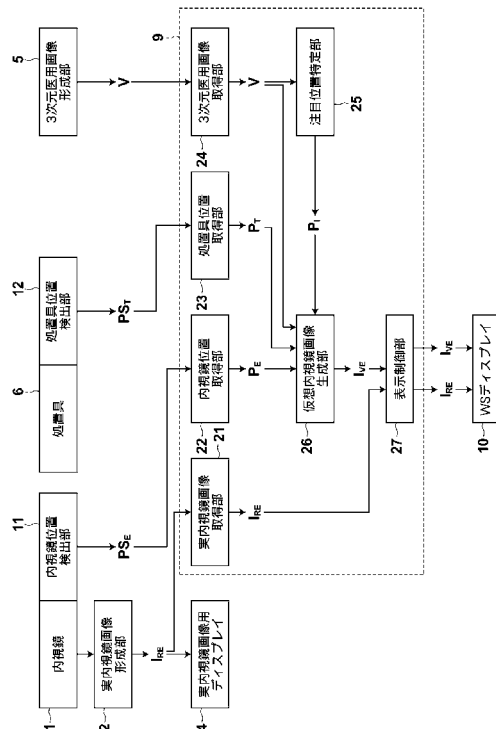 1
内視鏡
11
内視鏡位置
検出部
6
処置具
12
処置具位置
検出部
5
3次元医用画像
形成部
2
実内視鏡画像
形成部
PSE
PST
V
9
IRE
4
実内視鏡画像用
ディスプレイ
21
実内視鏡画像
取得部
22
内視鏡位置
取得部
23
処置具位置
取得部
24
3次元医用画像
取得部
IRE
PE
PT
V
26
仮想内視鏡画像
生成部
PI
25
注目位置特定部
IVE
27
表示制御部
IRE
IVE
10
WSディスプレイ